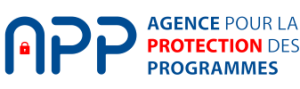 APP
AGENCE POUR LA
PROTECTION DES
PROGRAMMES